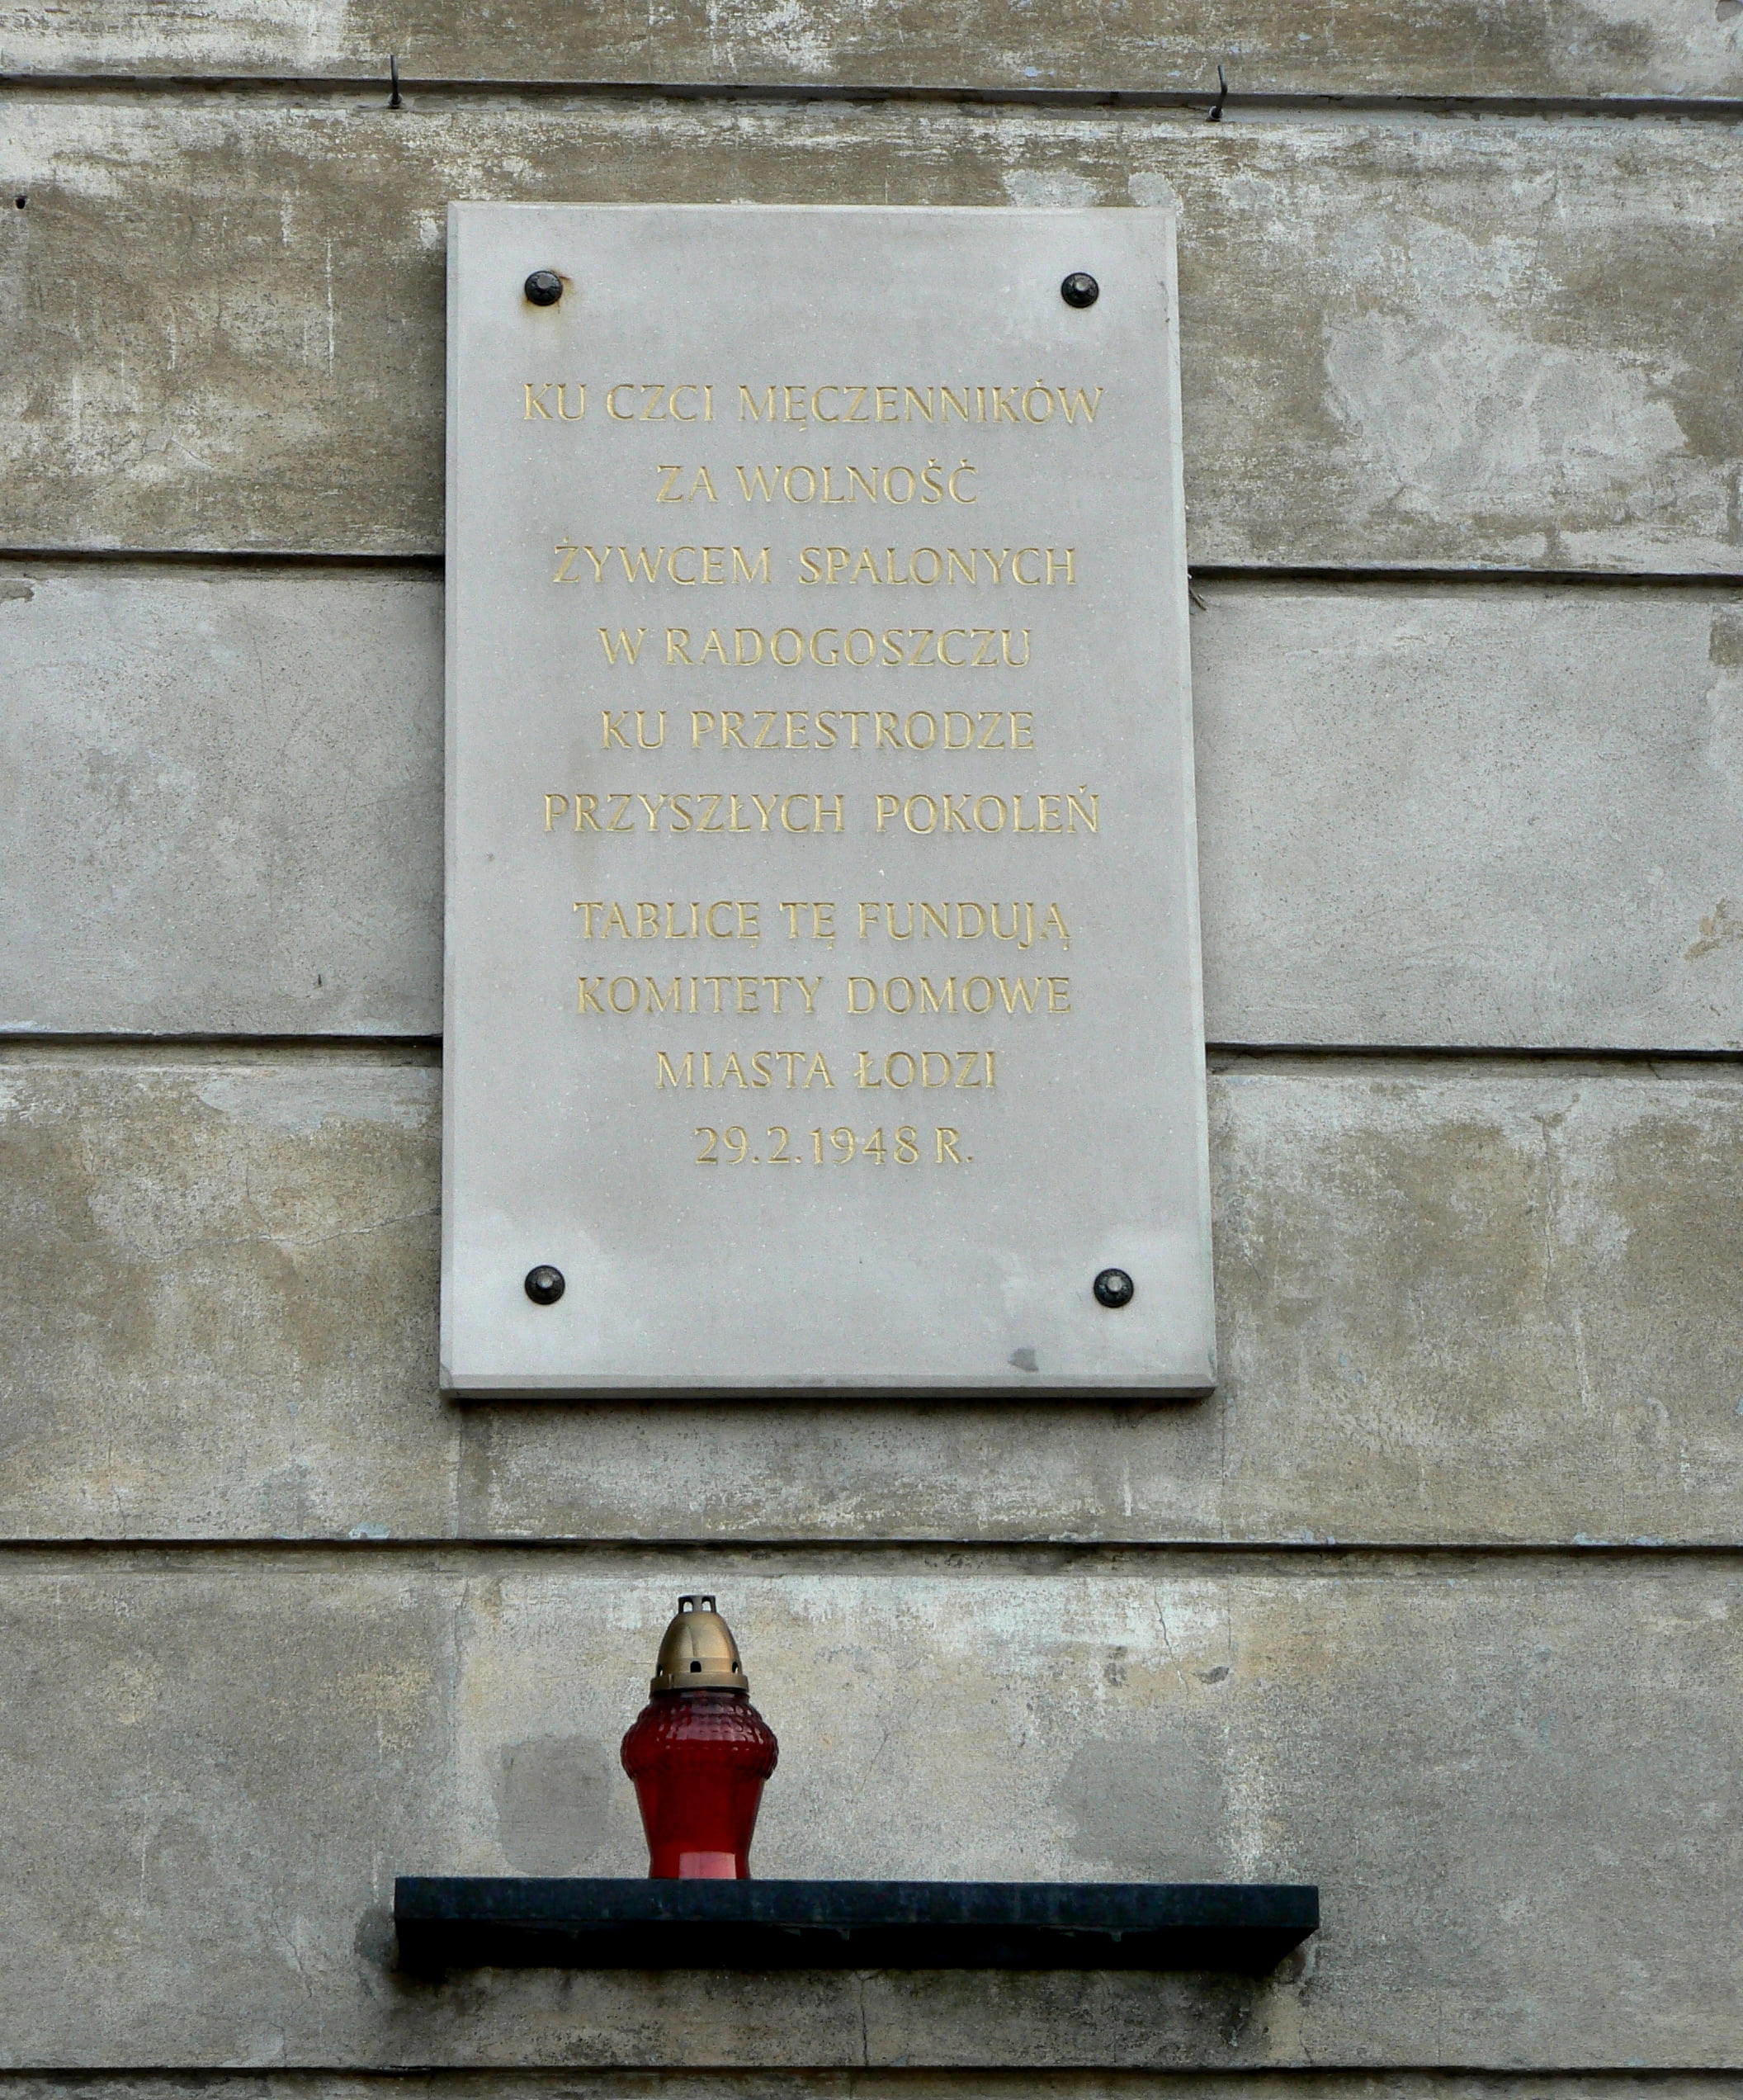 KU CZCI MĘCZENNIKÓW
ZA WOLNOŚĆ
ŻYWCEM SPALONYCH
W RADOGOSZCZU
KU PRZESTRODZE
PRZYSZŁYCH POKOLEŃ
TABLICĘ TĘ FUNDUJĄ
KOMITETY DOMOWE
MIASTA ŁODZI
29.2.1948 R.